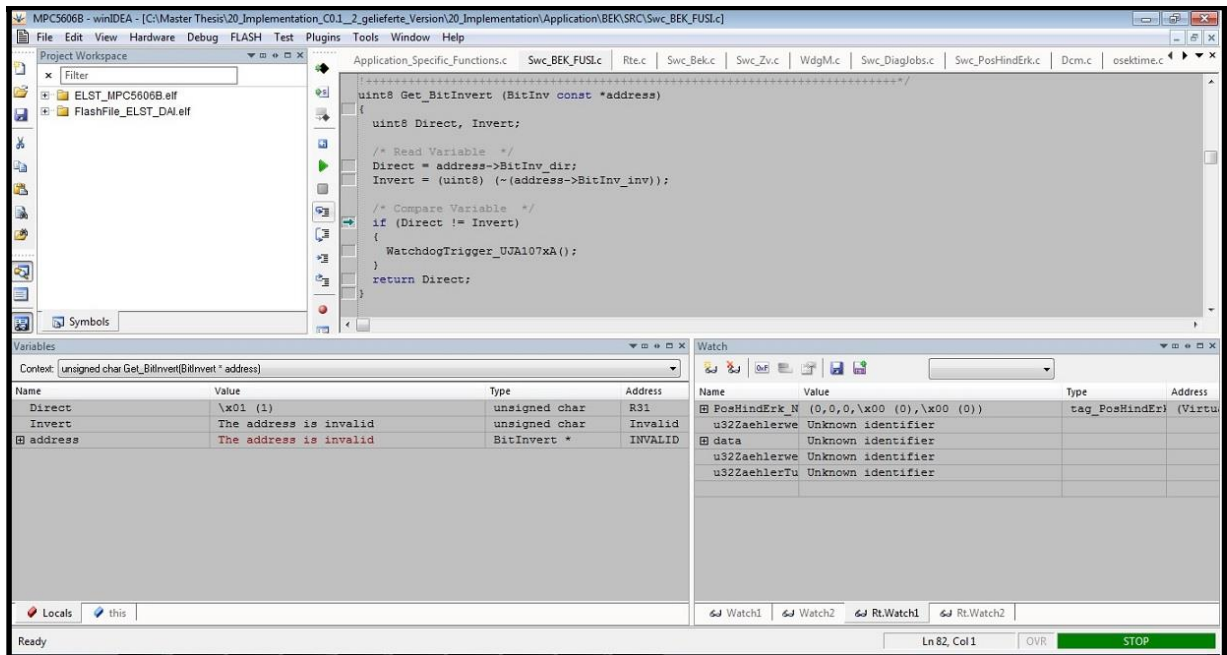 MPC5606B - winIDEA - [C:\Master Thesis\20_Implementation_C0.1__2_gelieferte_Version\20_Implementation\Application\BEK\SRC\Swc_BEK_FUSI.c]
File Edit View Hardware Debug FLASH Test Plugins Tools Window Help
Project Workspace
Filter
ELST_MPC5606B.elf
FlashFile_ELST_DAI.elf
Symbols
Application_Specific_Functions.c Swc_BEK_FUSI.c Rte.c Swc_Bek.c Swc_Zv.c WdgM.c Swc_DiagJobs.c Swc_PosHindErk.c Dcm.c osektime.c
uint8 Get_BitInvert (BitInv const *address)
{
uint8 Direct, Invert;
/* Read Variable */
Direct = address->BitInv_dir;
Invert = (uint8) (~(address->BitInv_inv));
/* Compare Variable */
if (Direct != Invert)
{
WatchdogTrigger_UJA107xA();
}
return Direct;
}
Variables
Context: unsigned char Get_BitInvert(BitInvert * address)
Name Value Type Address
Direct \x01 (1) unsigned char R31
Invert The address is invalid unsigned char Invalid
address The address is invalid BitInvert * INVALID
Locals this
Watch
Name Value Type Address
PosHindErk_N (0,0,0,\x00 (0),\x00 (0)) tag_PosHindErk (Virtua
u32Zaehlerwe Unknown identifier
data Unknown identifier
u32Zaehlerwe Unknown identifier
u32ZaehlerTu Unknown identifier
Watch1 Watch2 Rt.Watch1 Rt.Watch2
Ready Ln 82, Col 1 OVR STOP